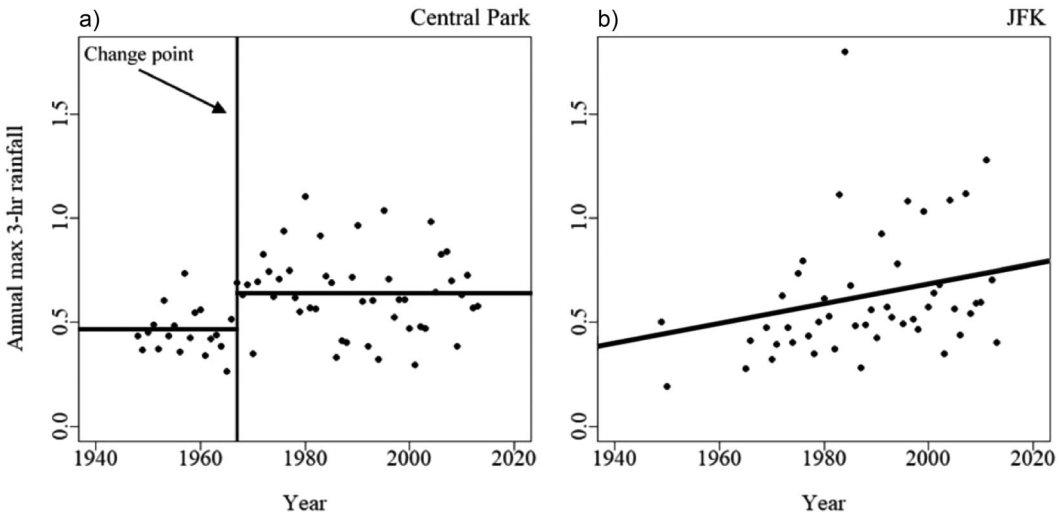 a)
Central Park
Change point
Annual max 3-hr rainfall
1.5
1.0
0.5
0.0
1940 1960 1980 2000 2020
Year
b)
JFK
1.5
1.0
0.5
0.0
1940 1960 1980 2000 2020
Year